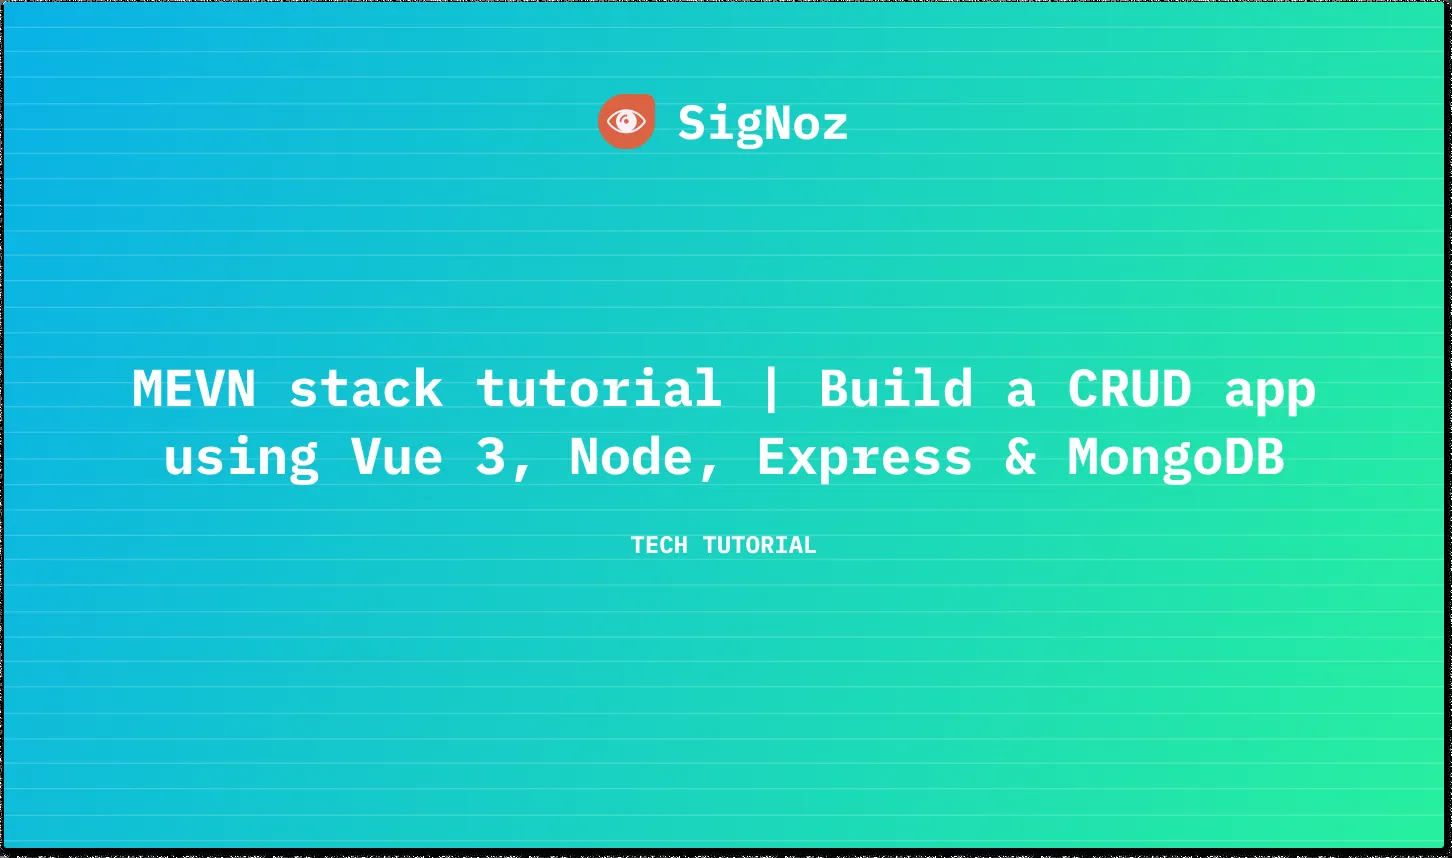 SigNoz
MEVN stack tutorial | Build a CRUD app
using Vue 3, Node, Express & MongoDB
TECH TUTORIAL